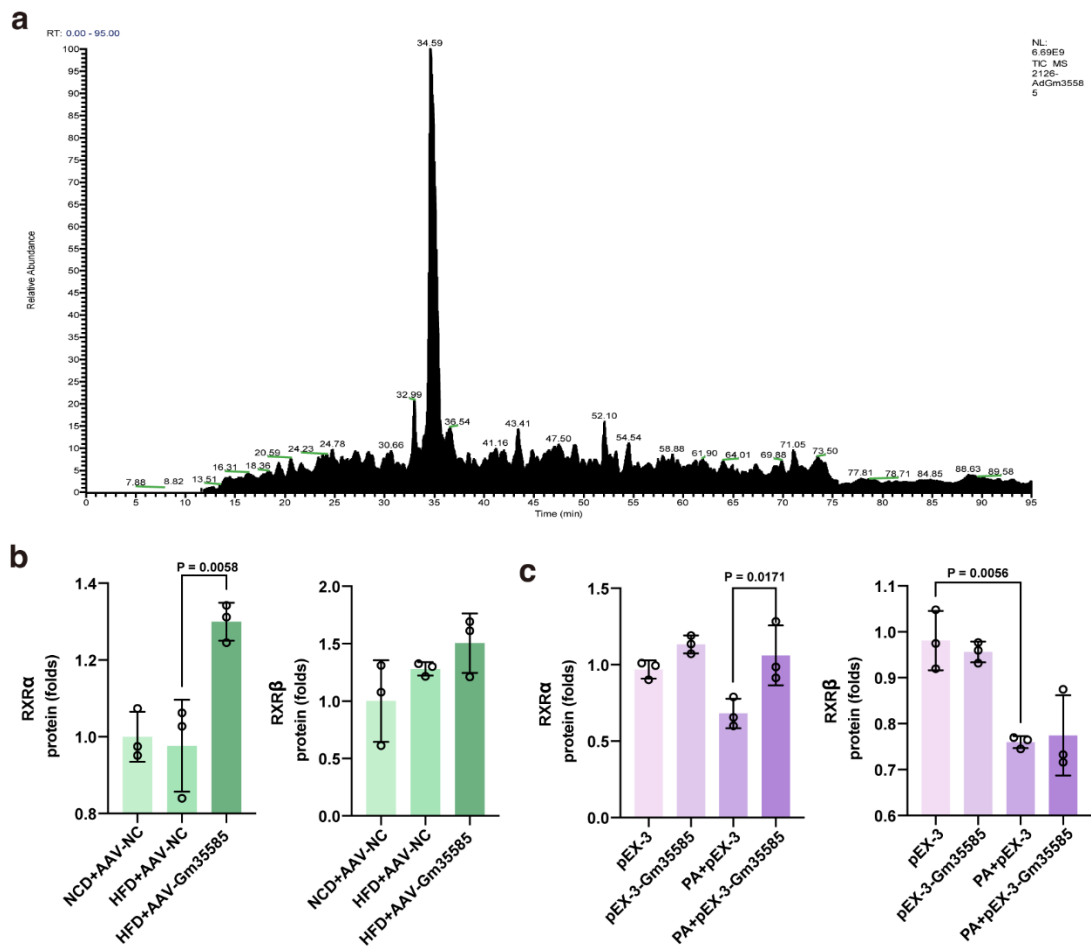 a
RT: 0.00 - 95.00
NL:
6.69E9
TIC MS
2126-
AdGm3558
5
34.59
100
95
90
85
80
75
70
65
60
55
50
45
40
35
30
25
20
15
10
5
0
Relative Abundance
32.99
36.54
43.41
52.10
20.59
24.23
24.78
30.66
41.16
47.50
54.54
58.88
61.90
64.01
69.88
71.05
73.50
16.31
18.36
13.51
7.88
8.82
77.81
78.71
84.85
88.63
89.58
0 5 10 15 20 25 30 35 40 45 50 55 60 65 70 75 80 85 90 95
Time (min)
b
P = 0.0058
1.4
1.2
1.0
0.8
RXRα
protein (folds)
NCD+AAV-NC
HFD+AAV-NC
HFD+AAV-Gm35585
2.0
1.5
1.0
0.5
0.0
RXRβ
protein (folds)
NCD+AAV-NC
HFD+AAV-NC
HFD+AAV-Gm35585
c
P = 0.0171
1.5
1.0
0.5
0.0
RXRα
protein (folds)
pEX-3
pEX-3-Gm35585
PA+pEX-3
PA+pEX-3-Gm35585
P = 0.0056
1.1
1.0
0.9
0.8
0.7
0.6
RXRβ
protein (folds)
pEX-3
pEX-3-Gm35585
PA+pEX-3
PA+pEX-3-Gm35585